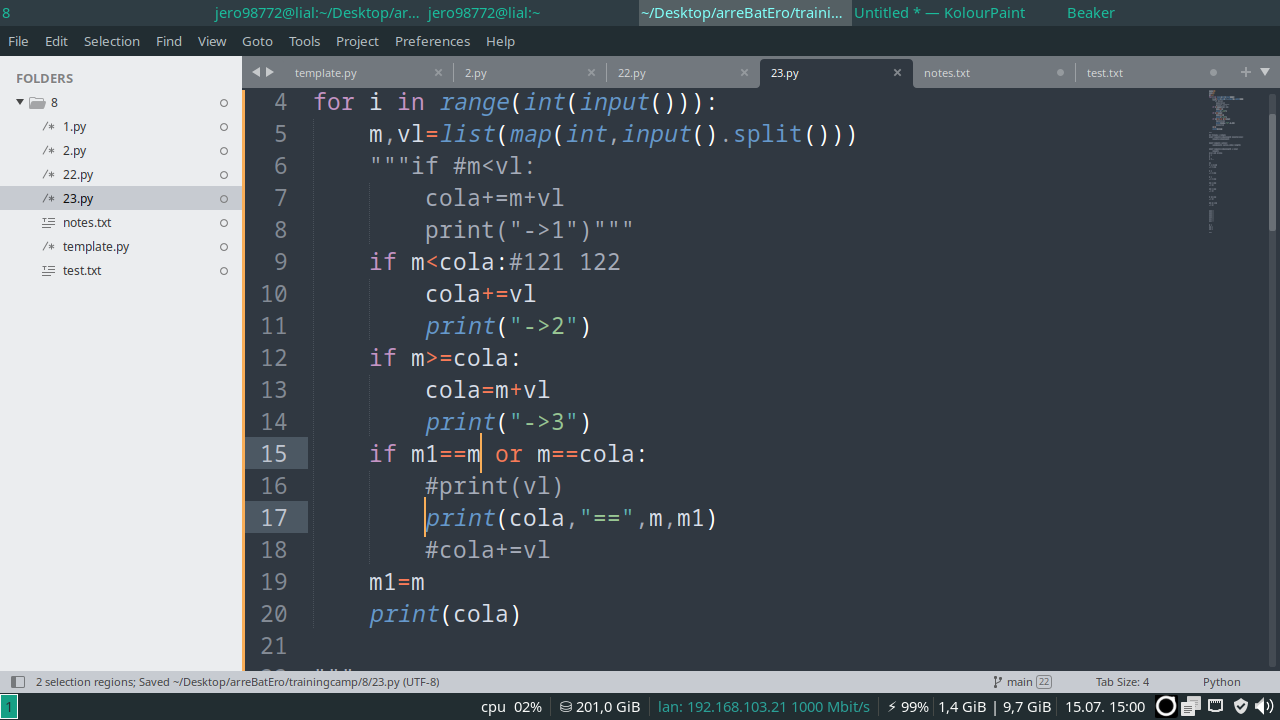 8 jero98772@lial:~/Desktop/ar... jero98772@lial:~ ~/Desktop/arreBatEro/traini... Untitled * — KolourPaint Beaker
File Edit Selection Find View Goto Tools Project Preferences Help
FOLDERS
8
/* 1.py
/* 2.py
/* 22.py
/* 23.py
notes.txt
/* template.py
test.txt
template.py × 2.py × 22.py × 23.py × notes.txt test.txt
4 for i in range(int(input())):
5     m,vl=list(map(int,input().split()))
6     """if #m<vl:
7         cola+=m+vl
8         print("->1")"""
9     if m<cola:#121 122
10         cola+=vl
11         print("->2")
12     if m>=cola:
13         cola=m+vl
14         print("->3")
15     if m1==m or m==cola:
16         #print(vl)
17         print(cola,"==",m,m1)
18         #cola+=vl
19     m1=m
20     print(cola)
21
2 selection regions; Saved ~/Desktop/arreBatEro/trainingcamp/8/23.py (UTF-8) main 22 Tab Size: 4 Python
1 cpu 02% 201,0 GiB lan: 192.168.103.21 1000 Mbit/s ⚡ 99% 1,4 GiB | 9,7 GiB 15.07. 15:00